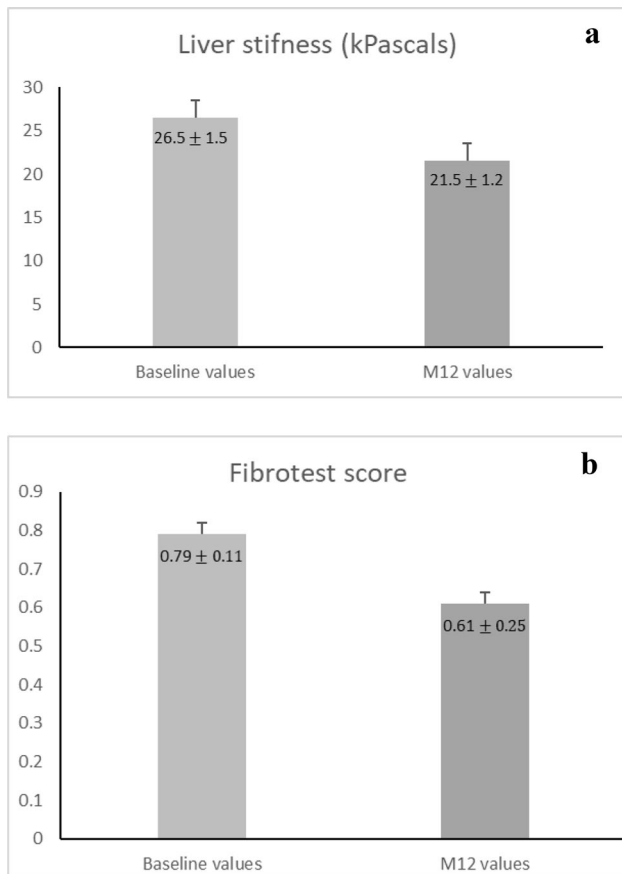 Liver stifness (kPascals)
a
30
25
20
15
10
5
0
26.5 ± 1.5
21.5 ± 1.2
Baseline values
M12 values
Fibrotest score
b
0.9
0.8
0.7
0.6
0.5
0.4
0.3
0.2
0.1
0
0.79 ± 0.11
0.61 ± 0.25
Baseline values
M12 values